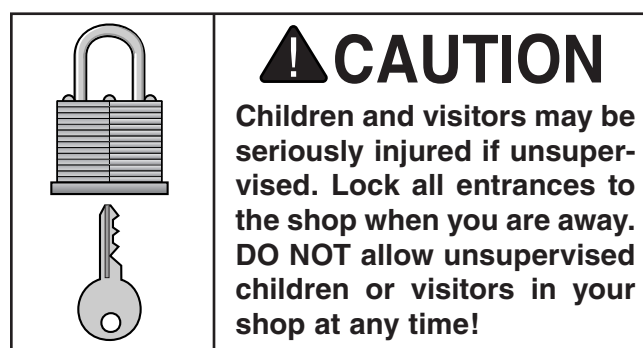 CAUTION
Children and visitors may be
seriously injured if unsuper-
vised. Lock all entrances to
the shop when you are away.
DO NOT allow unsupervised
children or visitors in your
shop at any time!